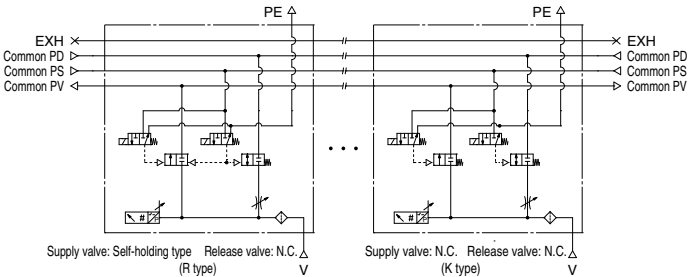 PE PE
EXH EXH
Common PD Common PD
Common PS Common PS
Common PV Common PV
# #
Supply valve: Self-holding type Release valve: N.C. Supply valve: N.C. Release valve: N.C.
(R type) V (K type) V